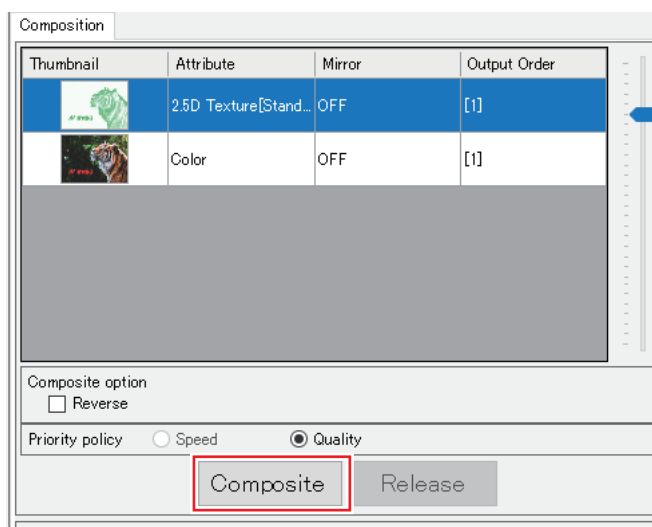 Composition
Thumbnail Attribute Mirror Output Order
2.5D Texture[Stand... OFF [1]
Color OFF [1]
Composite option
Reverse
Priority policy Speed Quality
Composite Release